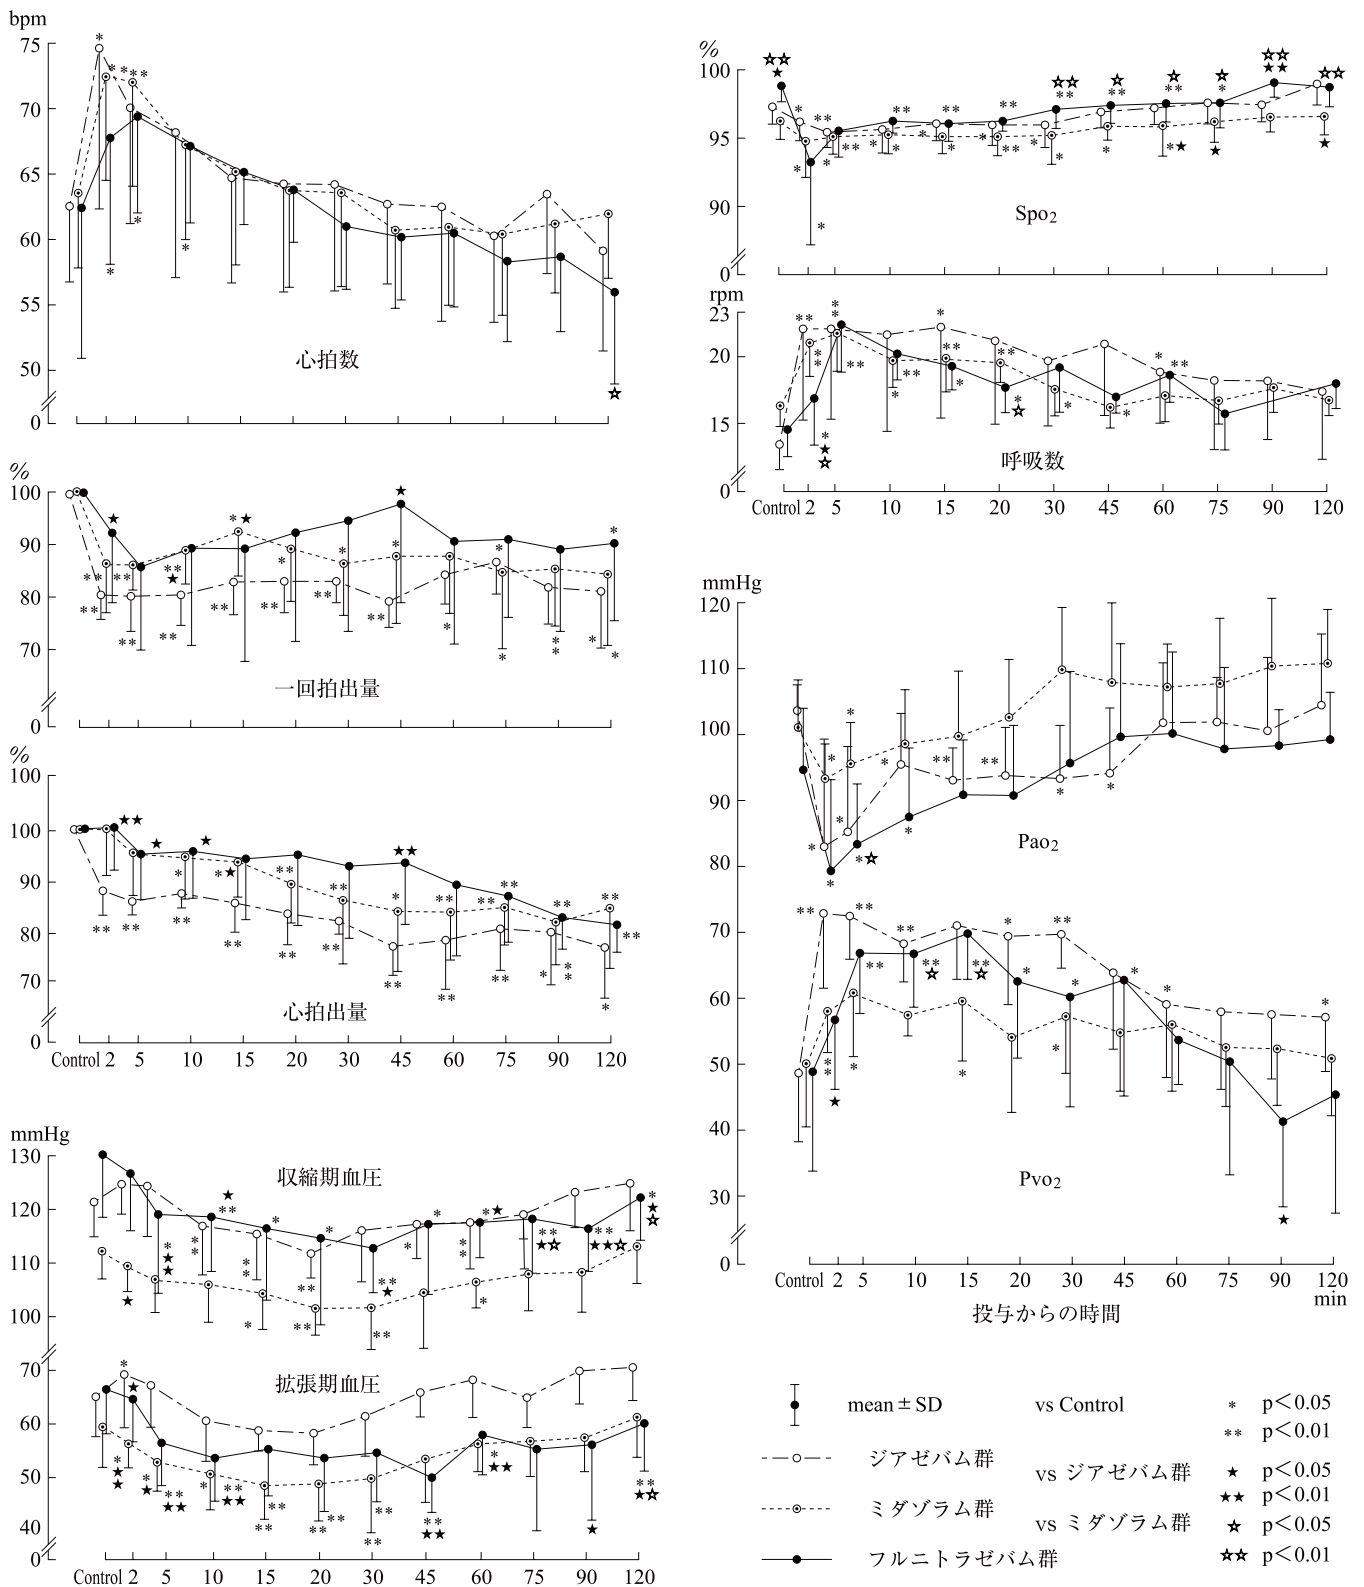 bpm
75
70
65
60
55
50
0
心拍数
%
100
90
80
70
0
一回拍出量
%
100
100
90
80
70
0
心拍出量
Control 2 5 10 15 20 30 45 60 75 90 120
mmHg
130
120
110
100
収縮期血圧
70
60
50
40
0
拡張期血圧
Control 2 5 10 15 20 30 45 60 75 90 120
%
100
95
90
0
Spo2
rpm
23
20
15
0
呼吸数
Control 2 5 10 15 20 30 45 60 75 90 120
mmHg
120
110
100
90
80
Pao2
70
60
50
40
30
0
Pvo2
Control 2 5 10 15 20 30 45 60 75 90 120
min
投与からの時間
mean±SD
ジアゼパム群
ミダゾラム群
フルニトラゼパム群
vs Control * p<0.05
** p<0.01
vs ジアゼパム群 ★ p<0.05
★★ p<0.01
vs ミダゾラム群 ☆ p<0.05
☆☆ p<0.01